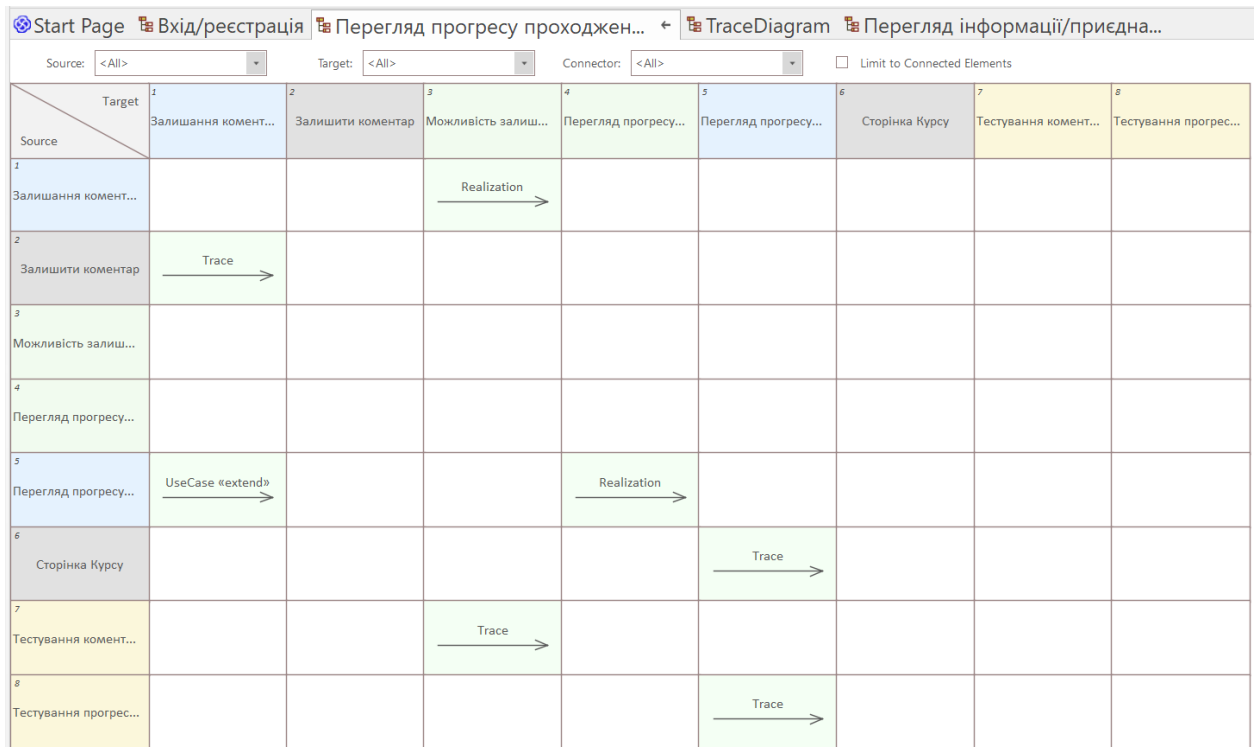 Start Page Вхід/реєстрація Перегляд прогресу проходжен... TraceDiagram Перегляд інформації/приєдна...
Source: <All> Target: <All> Connector: <All> Limit to Connected Elements
Target
Source
1 Залишання комент... 2 Залишити коментар 3 Можливість залиш... 4 Перегляд прогресу... 5 Перегляд прогресу... 6 Сторінка Курсу 7 Тестування комент... 8 Тестування прогрес...
1
Залишання комент... Realization
2
Залишити коментар Trace
3
Можливість залиш...
4
Перегляд прогресу...
5
Перегляд прогресу... UseCase «extend» Realization
6
Сторінка Курсу Trace
7
Тестування комент... Trace
8
Тестування прогрес... Trace